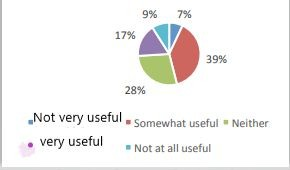 9% 7%
17%
39%
28%
Not very useful Somewhat useful Neither
very useful Not at all useful